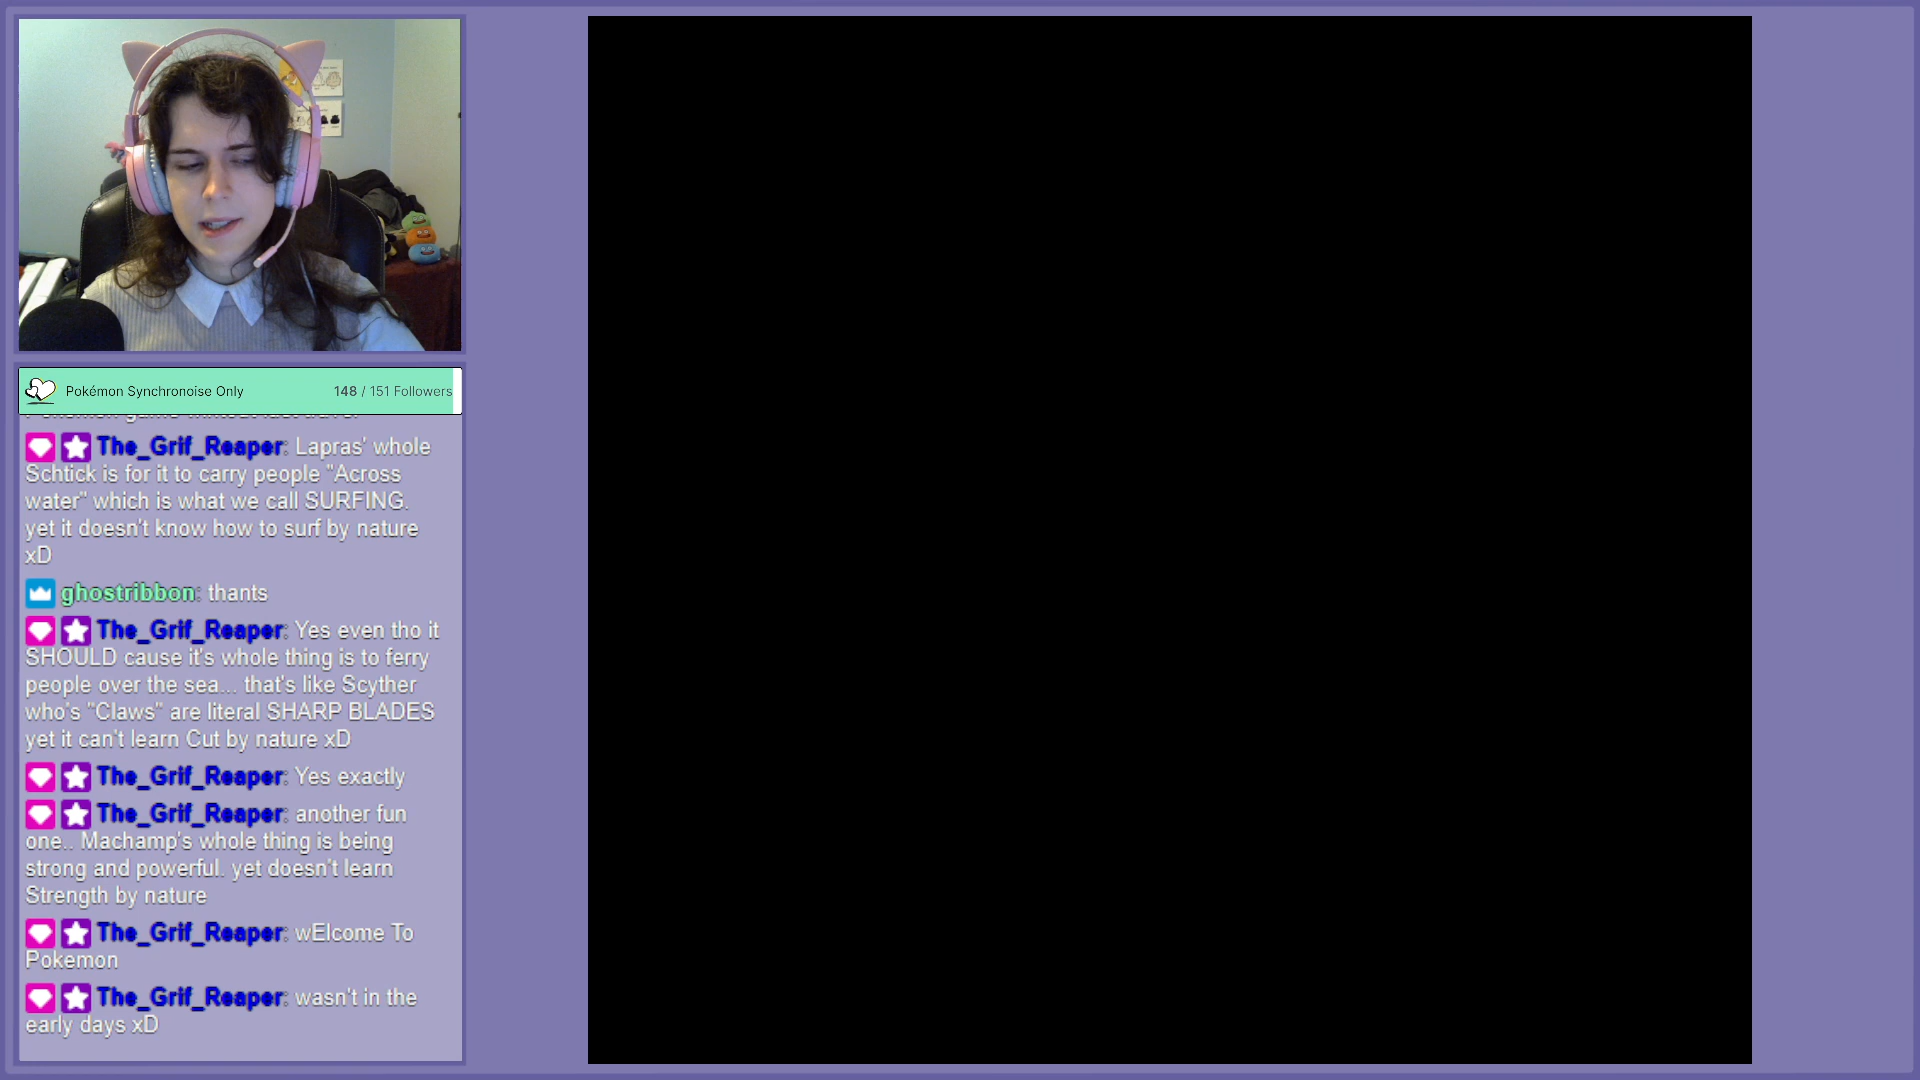 Pokémon Synchronoise Only 148 / 151 Followers
The_Grif_Reaper: Lapras' whole
Schtick is for it to carry people "Across
water" which is what we call SURFING.
yet it doesn't know how to surf by nature
xD
ghostribbon: thants
The_Grif_Reaper: Yes even tho it
SHOULD cause it's whole thing is to ferry
people over the sea... that's like Scyther
who's "Claws" are literal SHARP BLADES
yet it can't learn Cut by nature xD
The_Grif_Reaper: Yes exactly
The_Grif_Reaper: another fun
one.. Machamp's whole thing is being
strong and powerful. yet doesn't learn
Strength by nature
The_Grif_Reaper: wElcome To
Pokemon
The_Grif_Reaper: wasn't in the
early days xD